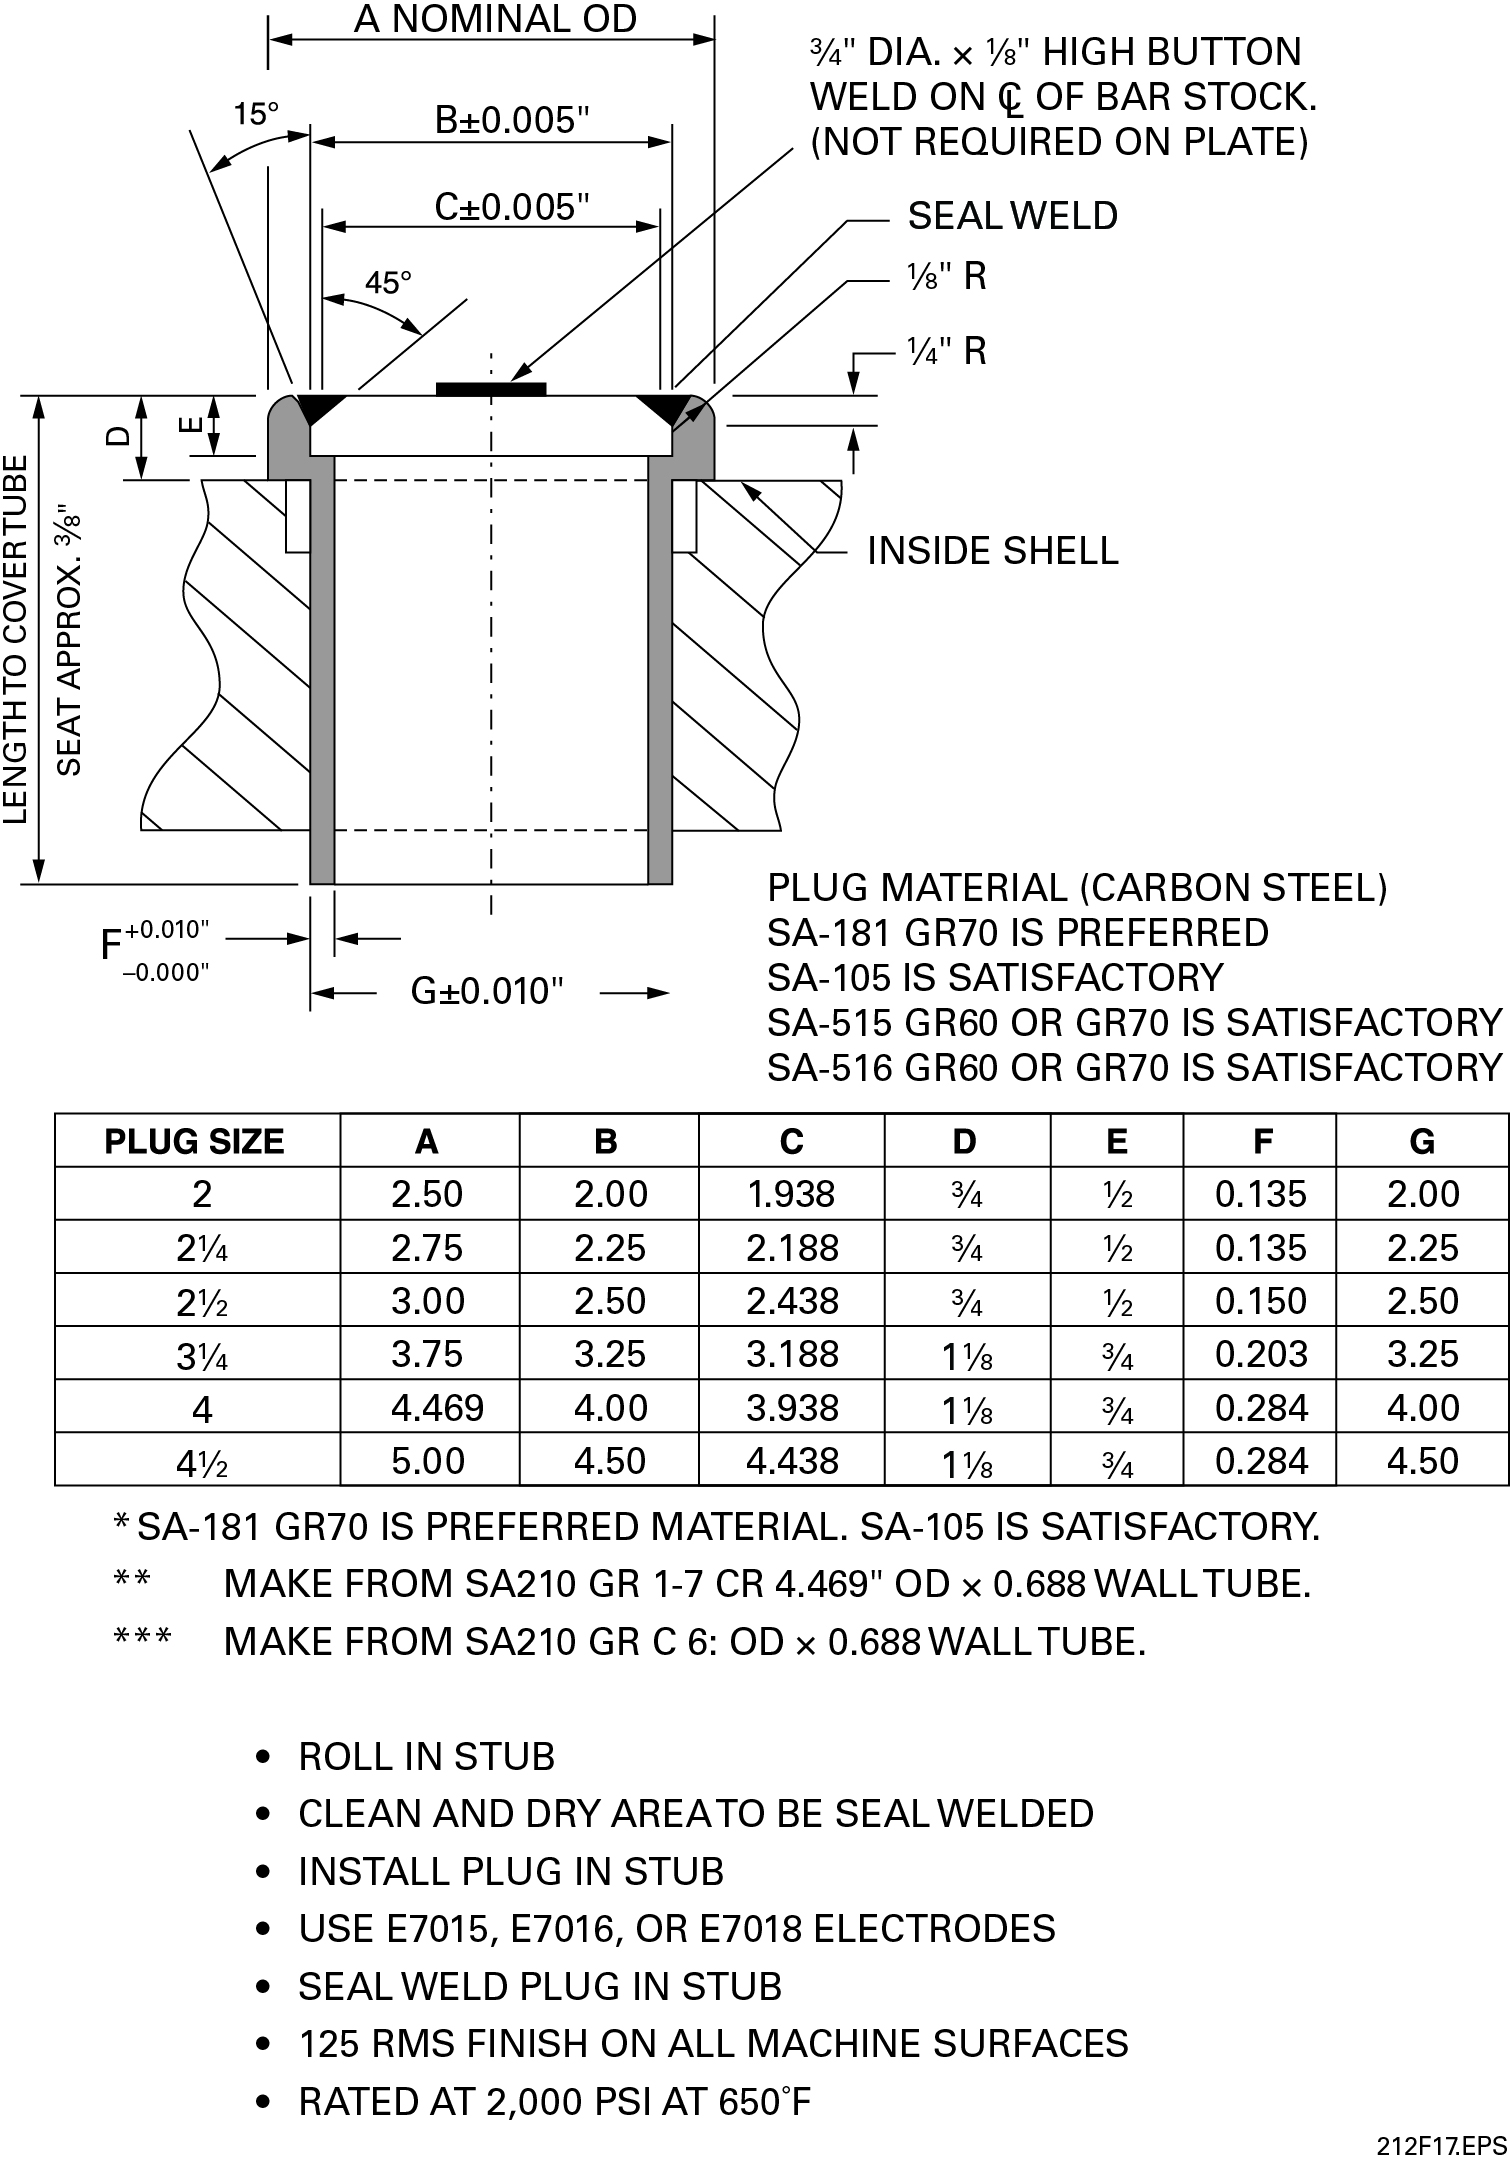 A NOMINAL OD
¾" DIA. × ⅛" HIGH BUTTON
WELD ON ℄ OF BAR STOCK.
(NOT REQUIRED ON PLATE)
15°
B±0.005"
C±0.005"
SEAL WELD
45°
⅛" R
¼" R
D
E
LENGTH TO COVER TUBE
SEAT APPROX. ⅜"
INSIDE SHELL
F +0.010"
–0.000"
G±0.010"
PLUG MATERIAL (CARBON STEEL)
SA-181 GR70 IS PREFERRED
SA-105 IS SATISFACTORY
SA-515 GR60 OR GR70 IS SATISFACTORY
SA-516 GR60 OR GR70 IS SATISFACTORY
PLUG SIZE A B C D E F G
2 2.50 2.00 1.938 ¾ ½ 0.135 2.00
2¼ 2.75 2.25 2.188 ¾ ½ 0.135 2.25
2½ 3.00 2.50 2.438 ¾ ½ 0.150 2.50
3¼ 3.75 3.25 3.188 1⅛ ¾ 0.203 3.25
4 4.469 4.00 3.938 1⅛ ¾ 0.284 4.00
4½ 5.00 4.50 4.438 1⅛ ¾ 0.284 4.50
* SA-181 GR70 IS PREFERRED MATERIAL. SA-105 IS SATISFACTORY.
** MAKE FROM SA210 GR 1-7 CR 4.469" OD × 0.688 WALL TUBE.
*** MAKE FROM SA210 GR C 6: OD × 0.688 WALL TUBE.
• ROLL IN STUB
• CLEAN AND DRY AREA TO BE SEAL WELDED
• INSTALL PLUG IN STUB
• USE E7015, E7016, OR E7018 ELECTRODES
• SEAL WELD PLUG IN STUB
• 125 RMS FINISH ON ALL MACHINE SURFACES
• RATED AT 2,000 PSI AT 650°F
212F17.EPS